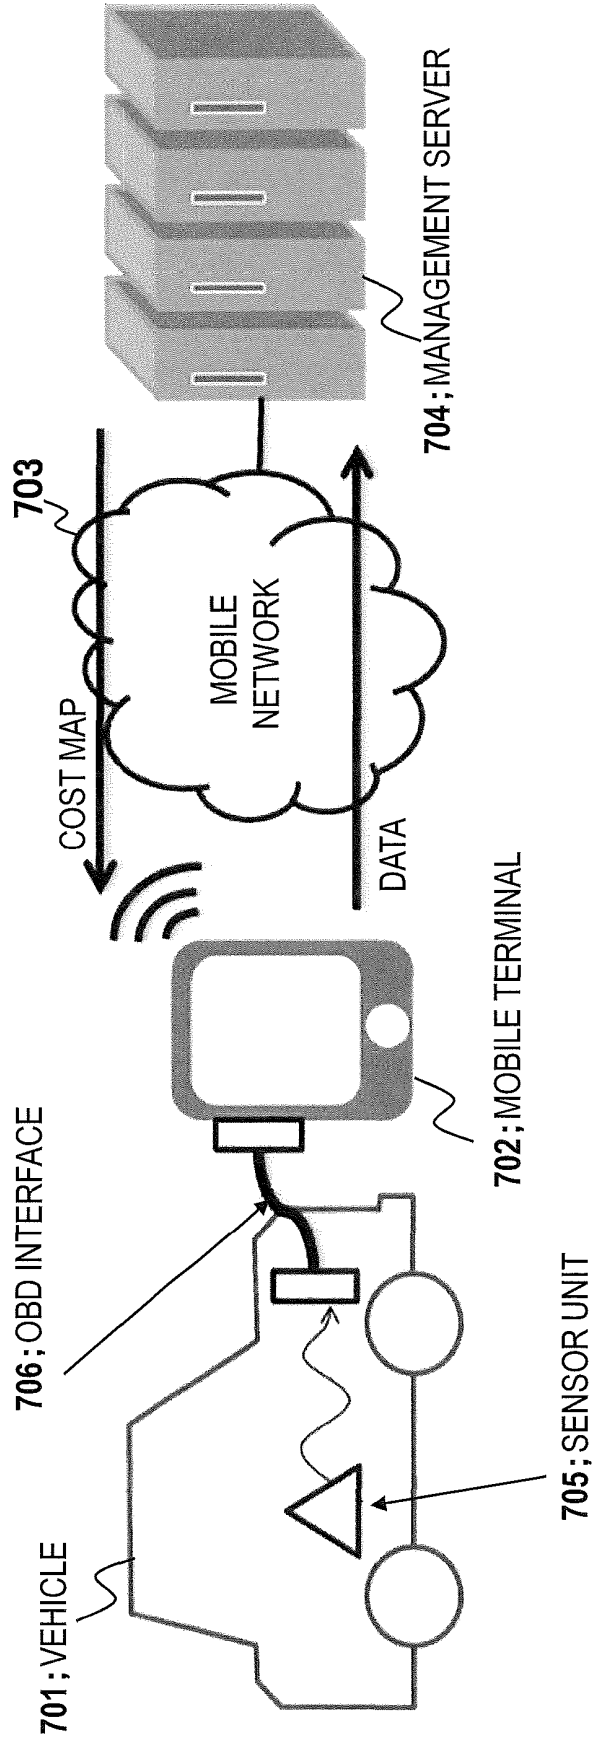 701; VEHICLE
706; OBD INTERFACE
COST MAP
703
MOBILE
NETWORK
DATA
705; SENSOR UNIT
702; MOBILE TERMINAL
704; MANAGEMENT SERVER